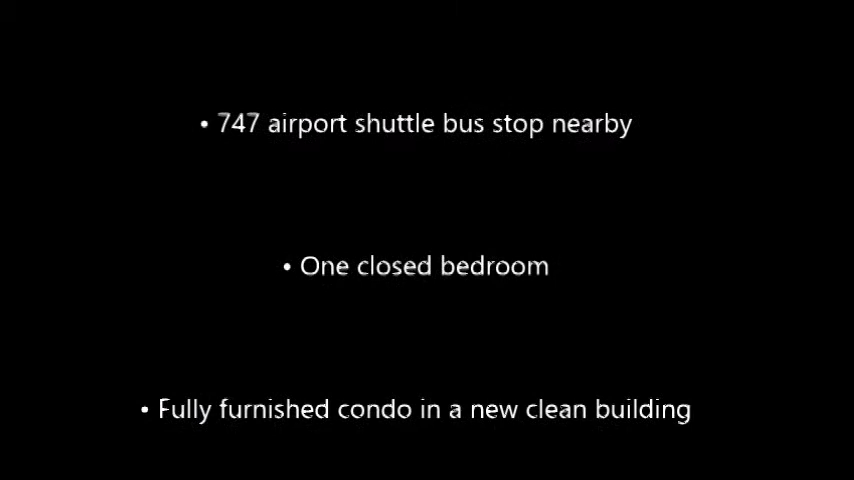 • 747 airport shuttle bus stop nearby
• One closed bedroom
• Fully furnished condo in a new clean building